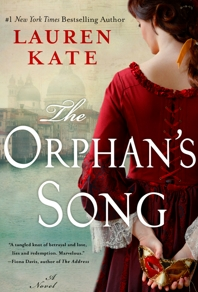 #1 New York Times Bestselling Author
LAUREN
KATE
The
ORPHAN'S
SONG
"A tangled knot of betrayal and love,
lies and redemption. Marvelous."
—Fiona Davis, author of The Address
A
Novel